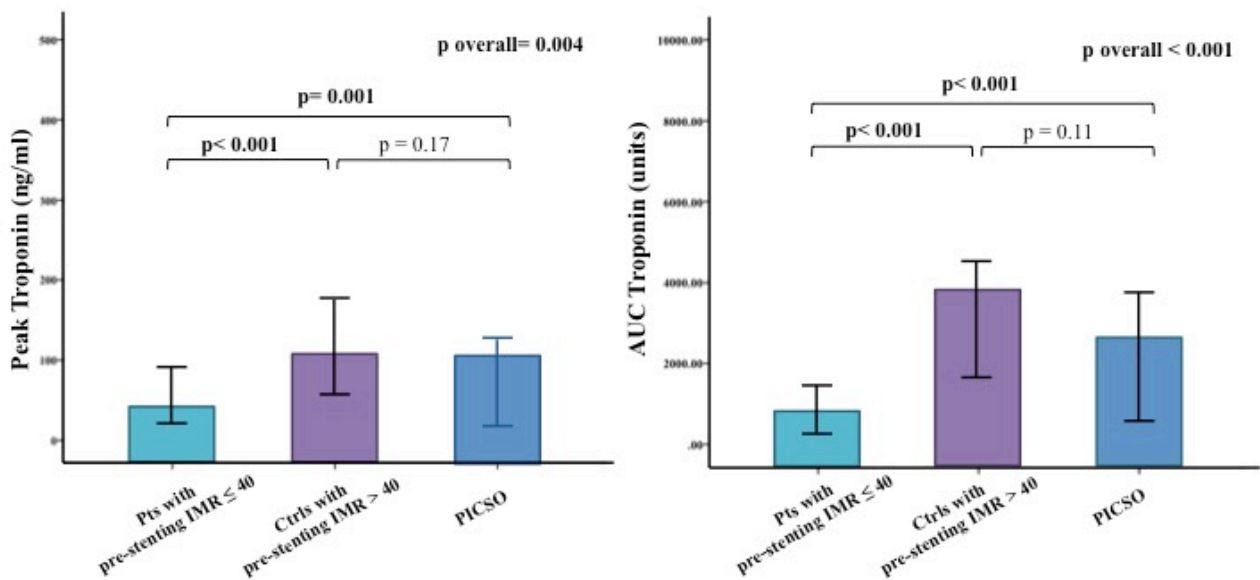 500
p overall= 0.004
p= 0.001
400
p< 0.001
p = 0.17
300
200
100
0
Peak Troponin (ng/ml)
Pts with
pre-stenting IMR ≤ 40
Ctrls with
pre-stenting IMR > 40
PICSO
10000.00
p overall < 0.001
p< 0.001
8000.00
p< 0.001
p = 0.11
6000.00
4000.00
2000.00
.00
AUC Troponin (units)
Pts with
pre-stenting IMR ≤ 40
Ctrls with
pre-stenting IMR > 40
PICSO